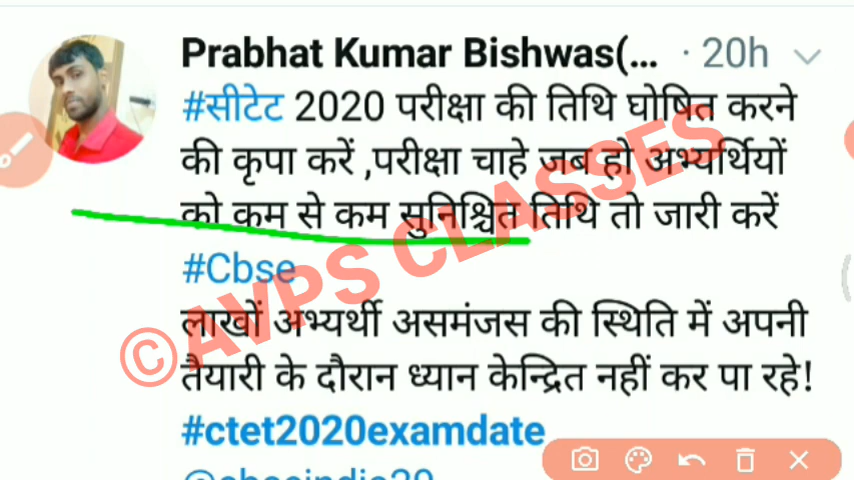 Prabhat Kumar Bishwas(... · 20h
#सीटेट 2020 परीक्षा की तिथि घोषित करने
की कृपा करें ,परीक्षा चाहे जब हो अभ्यर्थियों
को कम से कम सुनिश्चित तिथि तो जारी करें
#Cbse
लाखों अभ्यर्थी असमंजस की स्थिति में अपनी
तैयारी के दौरान ध्यान केन्द्रित नहीं कर पा रहे!
#ctet2020examdate
©AVPS CLASSES